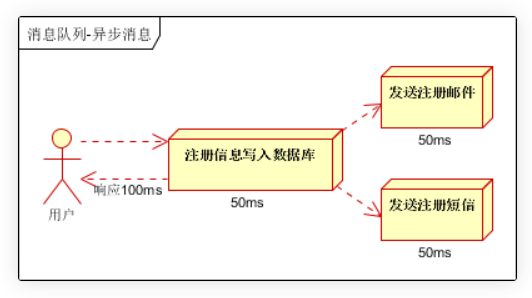 消息队列-异步消息
发送注册邮件
50ms
注册信息写入数据库
50ms
响应100ms
用户
发送注册短信
50ms